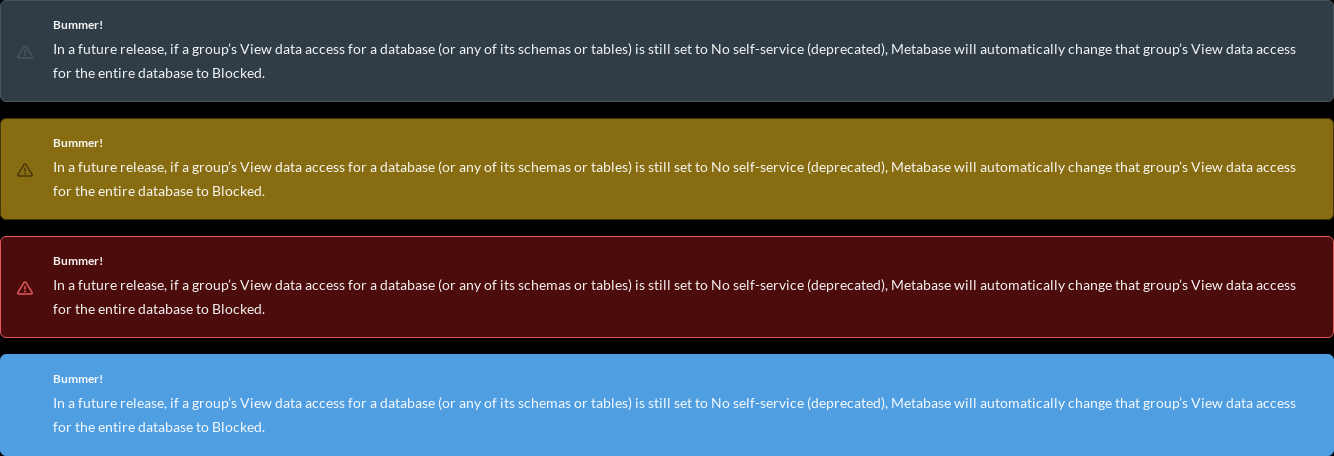 Bummer!
In a future release, if a group’s View data access for a database (or any of its schemas or tables) is still set to No self-service (deprecated), Metabase will automatically change that group’s View data access
for the entire database to Blocked.
Bummer!
In a future release, if a group’s View data access for a database (or any of its schemas or tables) is still set to No self-service (deprecated), Metabase will automatically change that group’s View data access
for the entire database to Blocked.
Bummer!
In a future release, if a group’s View data access for a database (or any of its schemas or tables) is still set to No self-service (deprecated), Metabase will automatically change that group’s View data access
for the entire database to Blocked.
Bummer!
In a future release, if a group’s View data access for a database (or any of its schemas or tables) is still set to No self-service (deprecated), Metabase will automatically change that group’s View data access
for the entire database to Blocked.